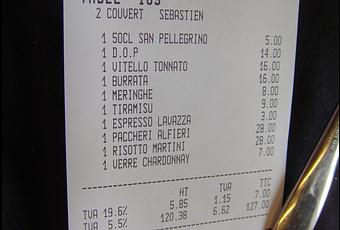 TABLE 105
2 COUVERT SEBASTIEN
1 SOCL SAN PELLEGRINO 5.00
1 D.O.P 14.00
1 VITELLO TONNATO 16.00
1 BURRATA 16.00
1 MERINGHE 8.00
1 TIRAMISU 9.00
1 ESPRESSO LAVAZZA 3.00
1 PACCHERI ALFIERI 28.00
1 RISOTTO MARTINI 28.00
1 VERRE CHARDONNAY 7.00
HT TVA TTC
TVA 19.6% 5.85 1.15 7.00
TVA 5.5% 120.38 6.62 127.00